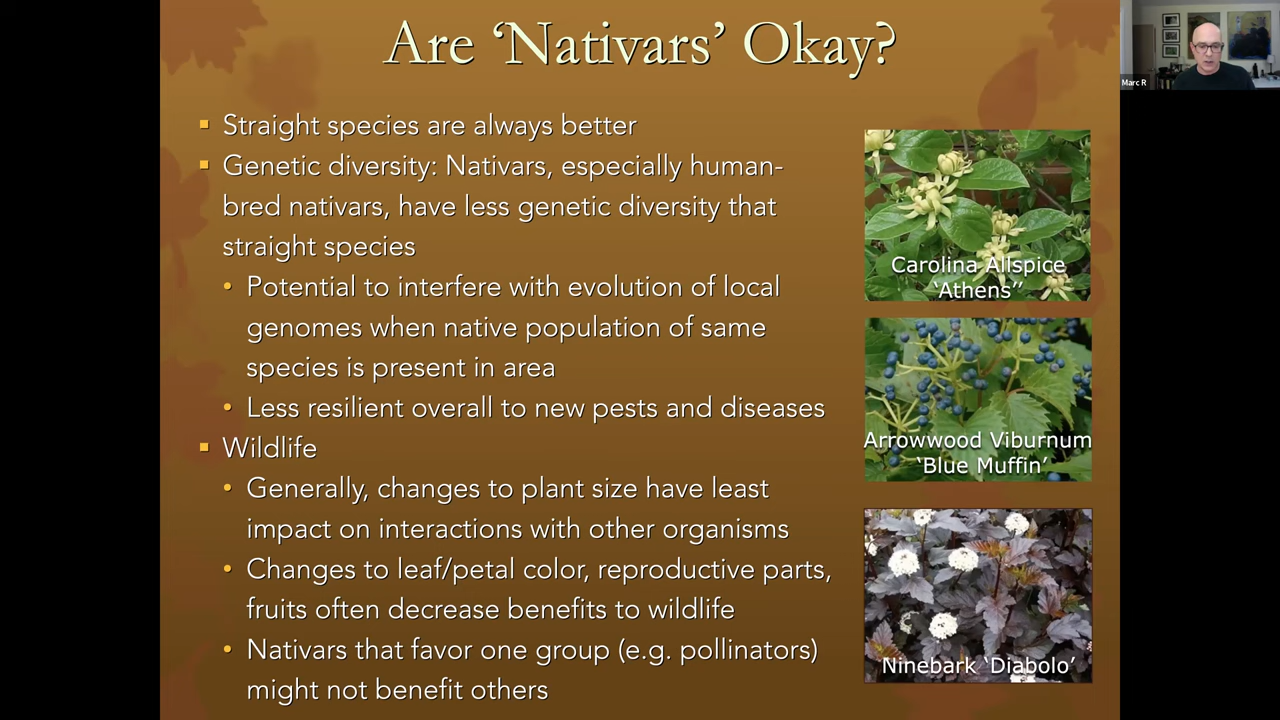 Are ‘Nativars’ Okay?
Marc R
▪ Straight species are always better
▪ Genetic diversity: Nativars, especially human-
bred nativars, have less genetic diversity that
straight species
• Potential to interfere with evolution of local
genomes when native population of same
species is present in area
• Less resilient overall to new pests and diseases
▪ Wildlife
• Generally, changes to plant size have least
impact on interactions with other organisms
• Changes to leaf/petal color, reproductive parts,
fruits often decrease benefits to wildlife
• Nativars that favor one group (e.g. pollinators)
might not benefit others
Carolina Allspice
‘Athens’’
Arrowwood Viburnum
‘Blue Muffin’
Ninebark ‘Diabolo’